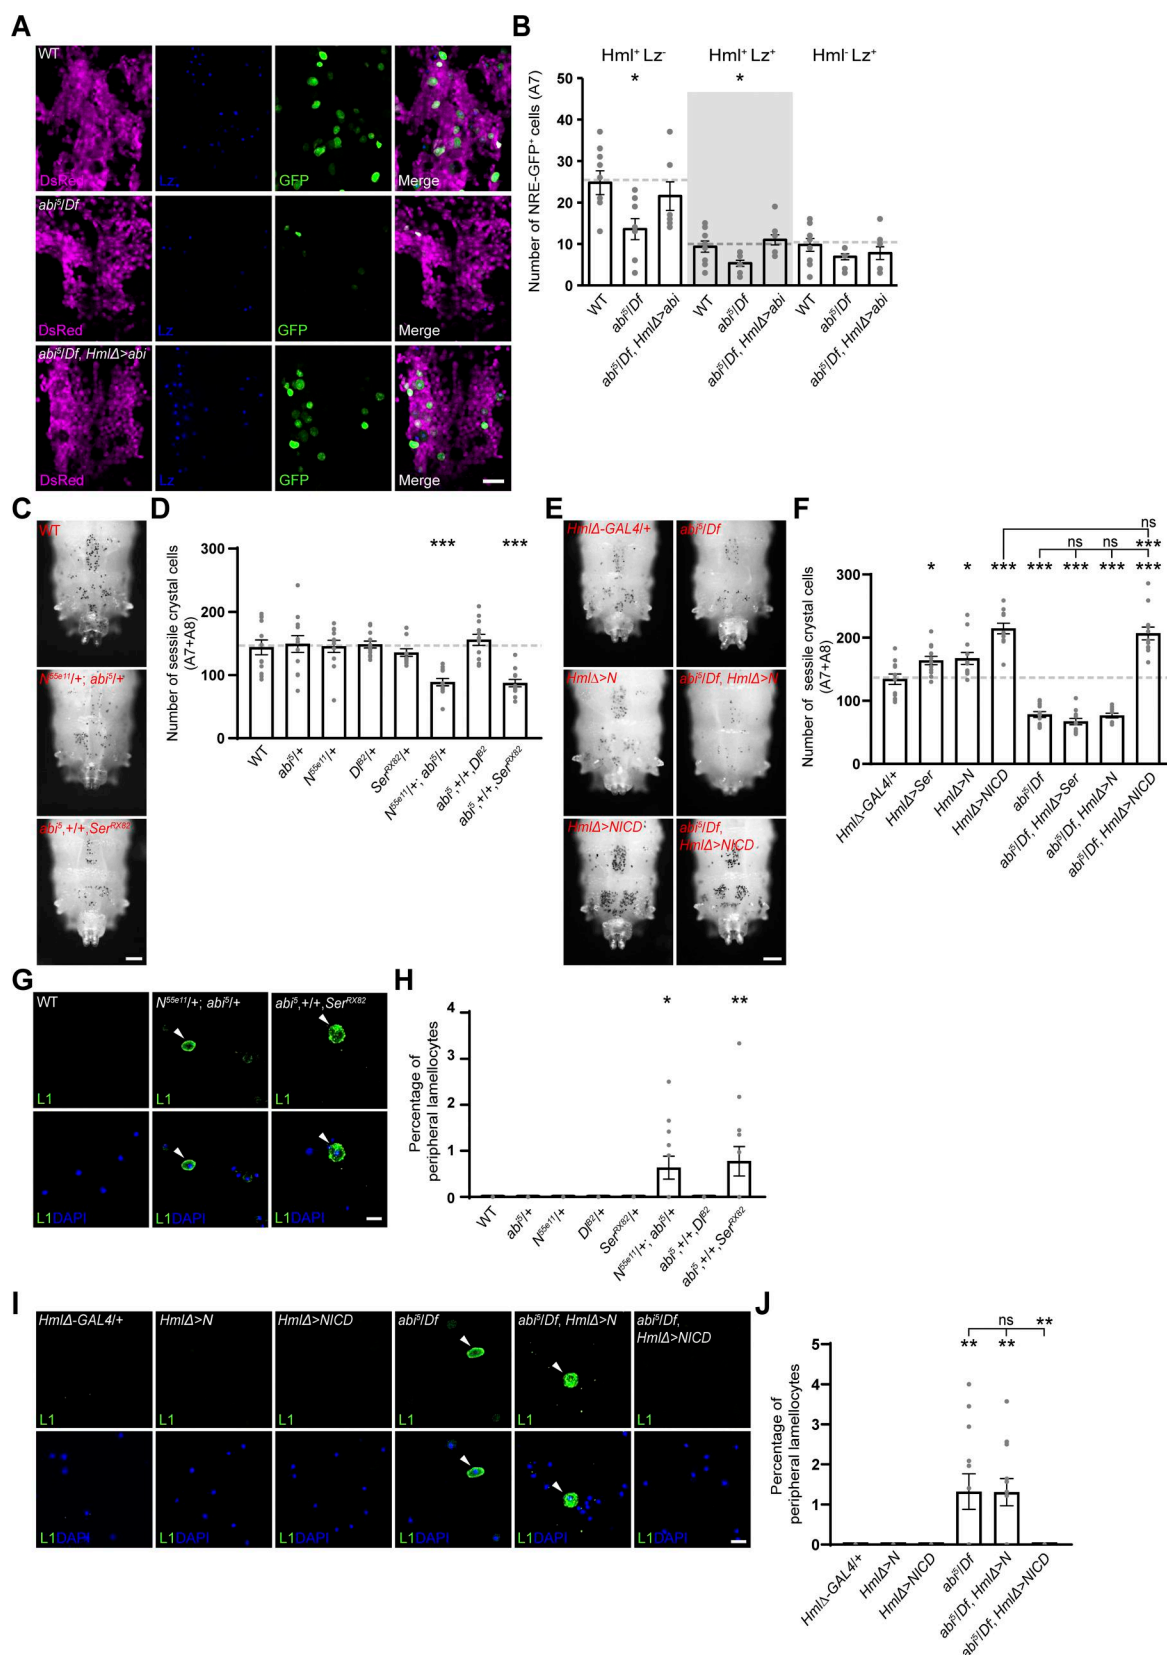 A
WT
DsRed
Lz
GFP
Merge
abi⁵/Df
DsRed
Lz
GFP
Merge
abi⁵/Df, HmlΔ>abi
DsRed
Lz
GFP
Merge
B
Hml⁺ Lz⁻
Hml⁺ Lz⁺
Hml⁻ Lz⁺
*
*
Number of NRE-GFP⁺ cells (A7)
50
40
30
20
10
0
WT
abi⁵/Df
abi⁵/Df, HmlΔ>abi
WT
abi⁵/Df
abi⁵/Df, HmlΔ>abi
WT
abi⁵/Df
abi⁵/Df, HmlΔ>abi
C
WT
N⁵⁵ᵉ¹¹/+; abi⁵/+
abi⁵,+/+,Serᴿˣ⁸²
D
***
***
Number of sessile crystal cells
(A7+A8)
300
200
100
0
WT
abi⁵/+
N⁵⁵ᵉ¹¹/+
Dlᴮ²/+
Serᴿˣ⁸²/+
N⁵⁵ᵉ¹¹/+; abi⁵/+
abi⁵,+/+,Dlᴮ²
abi⁵,+/+,Serᴿˣ⁸²
E
HmlΔ-GAL4/+
abi⁵/Df
HmlΔ>N
abi⁵/Df, HmlΔ>N
HmlΔ>NICD
abi⁵/Df,
HmlΔ>NICD
F
ns
ns
ns
***
*
*
***
***
***
***
***
Number of sessile crystal cells
(A7+A8)
300
200
100
0
HmlΔ-GAL4/+
HmlΔ>Ser
HmlΔ>N
HmlΔ>NICD
abi⁵/Df
abi⁵/Df, HmlΔ>Ser
abi⁵/Df, HmlΔ>N
abi⁵/Df, HmlΔ>NICD
G
WT
N⁵⁵ᵉ¹¹/+; abi⁵/+
abi⁵,+/+,Serᴿˣ⁸²
L1
L1
L1
L1DAPI
L1DAPI
L1DAPI
H
*
**
Percentage of
peripheral lamellocytes
4
3
2
1
0
WT
abi⁵/+
N⁵⁵ᵉ¹¹/+
Dlᴮ²/+
Serᴿˣ⁸²/+
N⁵⁵ᵉ¹¹/+; abi⁵/+
abi⁵,+/+,Dlᴮ²
abi⁵,+/+,Serᴿˣ⁸²
I
HmlΔ-GAL4/+
HmlΔ>N
HmlΔ>NICD
abi⁵/Df
abi⁵/Df, HmlΔ>N
abi⁵/Df,
HmlΔ>NICD
L1
L1
L1
L1
L1
L1
L1DAPI
L1DAPI
L1DAPI
L1DAPI
L1DAPI
L1DAPI
J
ns
**
**
**
Percentage of
peripheral lamellocytes
5
4
3
2
1
0
HmlΔ-GAL4/+
HmlΔ>N
HmlΔ>NICD
abi⁵/Df
abi⁵/Df, HmlΔ>N
abi⁵/Df, HmlΔ>NICD